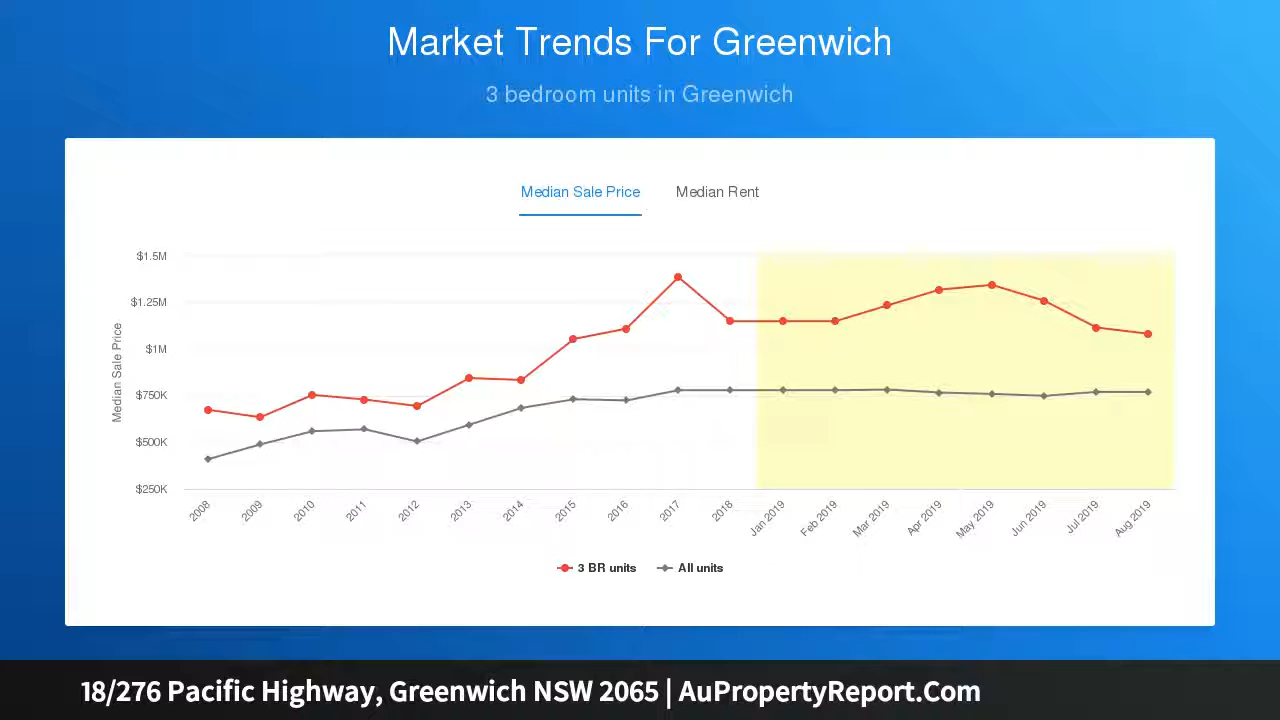 Market Trends For Greenwich
3 bedroom units in Greenwich
Median Sale Price Median Rent
$1.5M
$1.25M
$1M
$750K
$500K
$250K
Median Sale Price
2008 2009 2010 2011 2012 2013 2014 2015 2016 2017 2018 Jan 2019 Feb 2019 Mar 2019 Apr 2019 May 2019 Jun 2019 Jul 2019 Aug 2019
3 BR units All units
18/276 Pacific Highway, Greenwich NSW 2065 | AuPropertyReport.Com